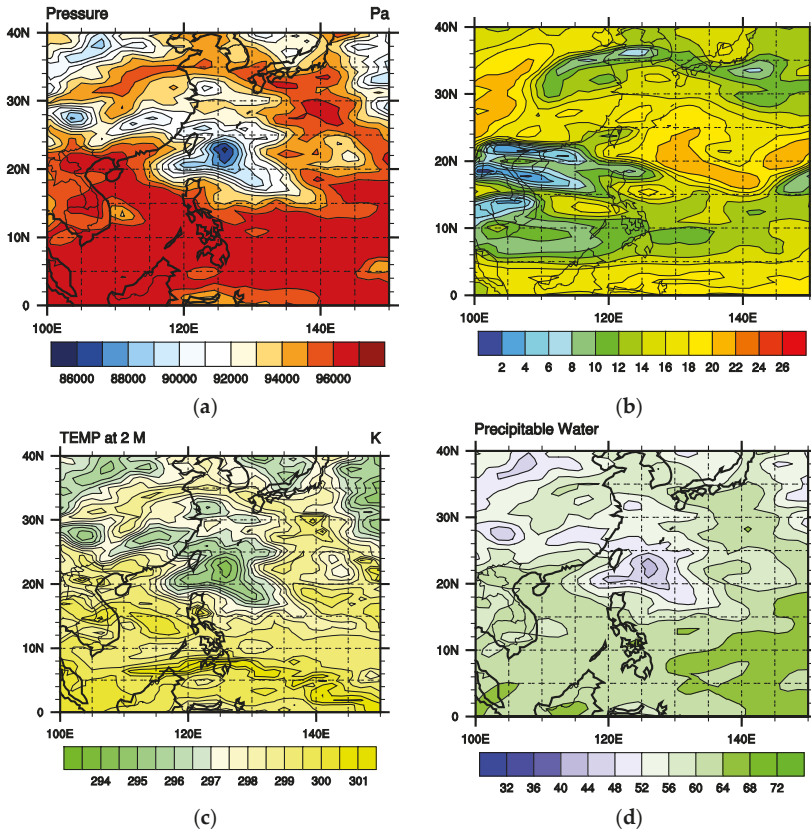 Pressure Pa
40N
30N
20N
10N
0
100E 120E 140E
86000 88000 90000 92000 94000 96000
(a)
40N
30N
20N
10N
0
100E 120E 140E
2 4 6 8 10 12 14 16 18 20 22 24 26
(b)
TEMP at 2 M K
40N
30N
20N
10N
0
100E 120E 140E
294 295 296 297 298 299 300 301
(c)
Precipitable Water
40N
30N
20N
10N
0
100E 120E 140E
32 36 40 44 48 52 56 60 64 68 72
(d)